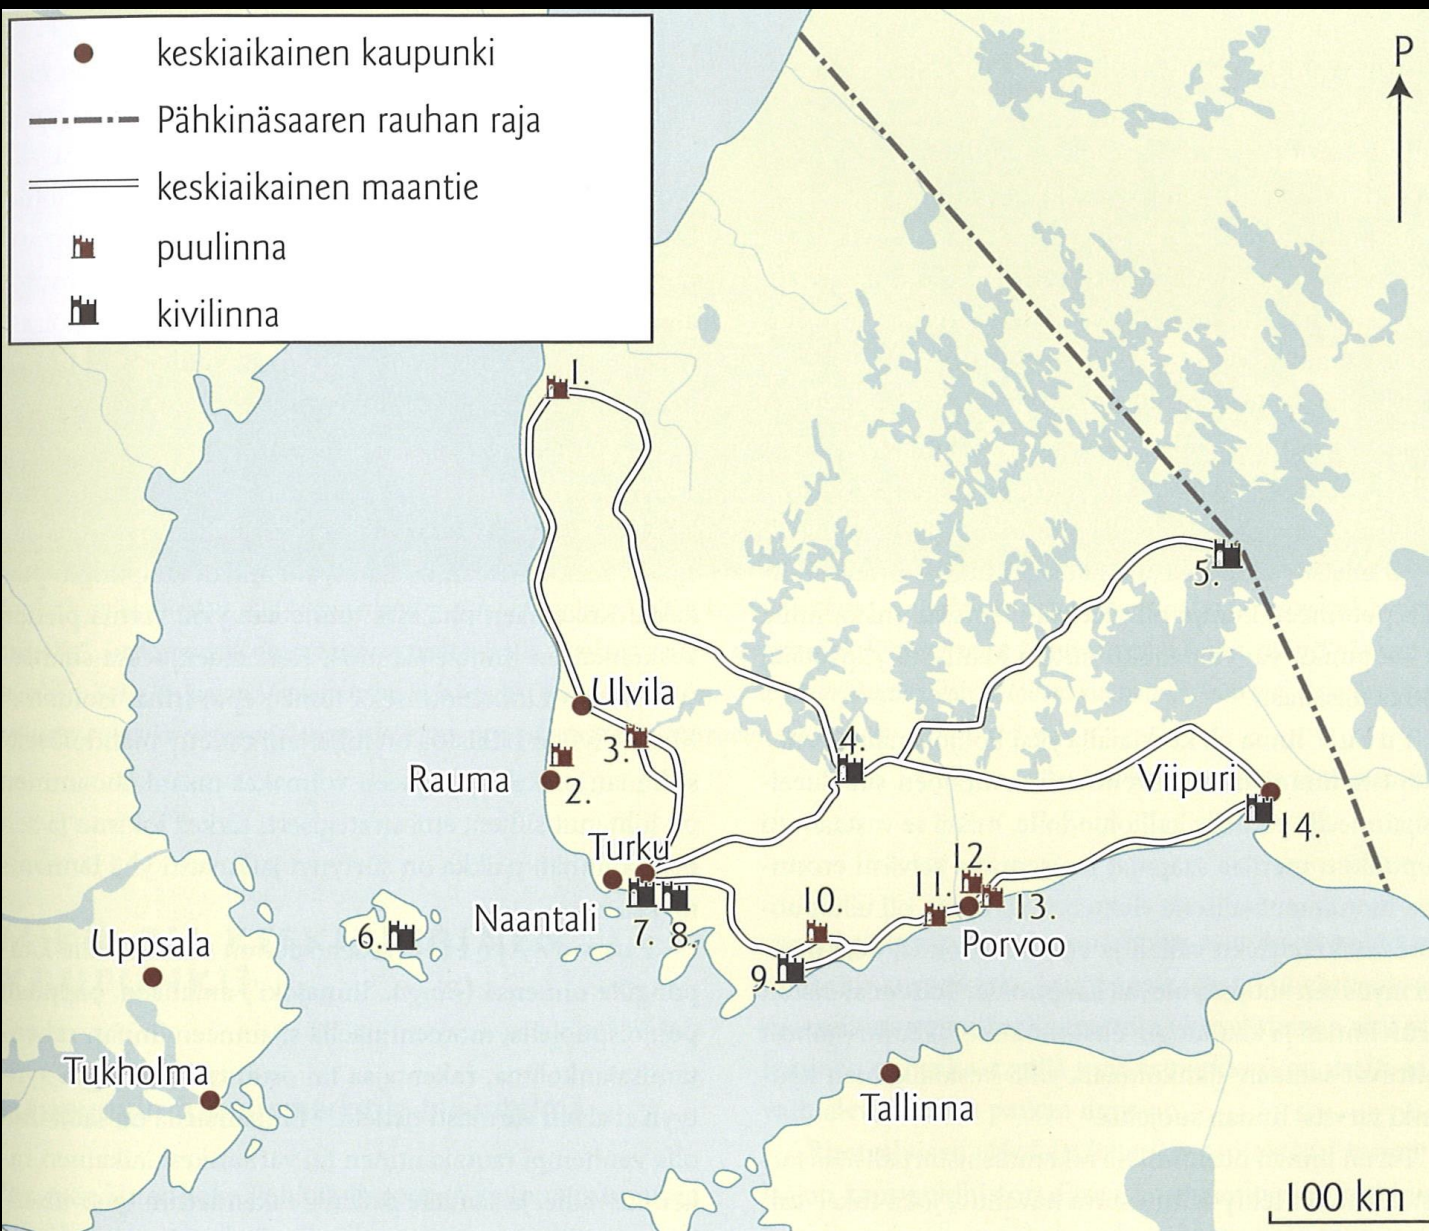 keskiaikainen kaupunki
Pähkinäsaaren rauhan raja
keskiaikainen maantie
puulinna
kivilinna
P
1.
5.
Ulvila
3.
4.
Rauma
2.
Viipuri
14.
Turku
12.
11.
13.
10.
Naantali
7. 8.
6.
Porvoo
Uppsala
9.
Tukholma
Tallinna
100 km